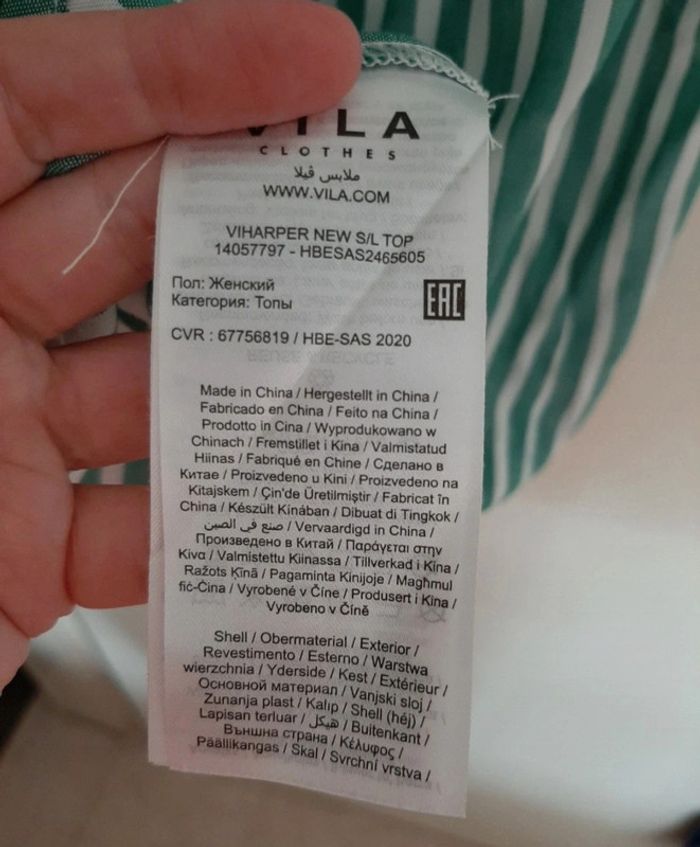 VILA
CLOTHES
ملابس ڤيلا
WWW.VILA.COM
VIHARPER NEW S/L TOP
14057797 - HBESAS2465605
Пол: Женский
Категория: Топы
EAC
CVR : 67756819 / HBE-SAS 2020
Made in China / Hergestellt in China /
Fabricado en China / Feito na China /
Prodotto in Cina / Wyprodukowano w
Chinach / Fremstillet i Kina / Valmistatud
Hiinas / Fabriqué en Chine / Сделано в
Китае / Proizvedeno u Kini / Proizvedeno na
Kitajskem / Çin'de Üretilmiştir / Fabricat în
China / Készült Kínában / Dibuat di Tingkok /
صنع في الصين / Vervaardigd in China /
Произведено в Китай / Παράγεται στην
Κίνα / Valmistettu Kiinassa / Tillverkad i Kina /
Ražots Ķīnā / Pagaminta Kinijoje / Magħmul
fiċ-Ċina / Vyrobené v Číne / Produsert i Kina /
Vyrobeno v Číně
Shell / Obermaterial / Exterior /
Revestimento / Esterno / Warstwa
wierzchnia / Yderside / Kest / Extérieur /
Основной материал / Vanjski sloj /
Zunanja plast / Kalıp / Shell (héj) /
Lapisan terluar / هيكل / Buitenkant /
Външна страна / Κέλυφος /
Päällikangas / Skal / Svrchní vrstva /